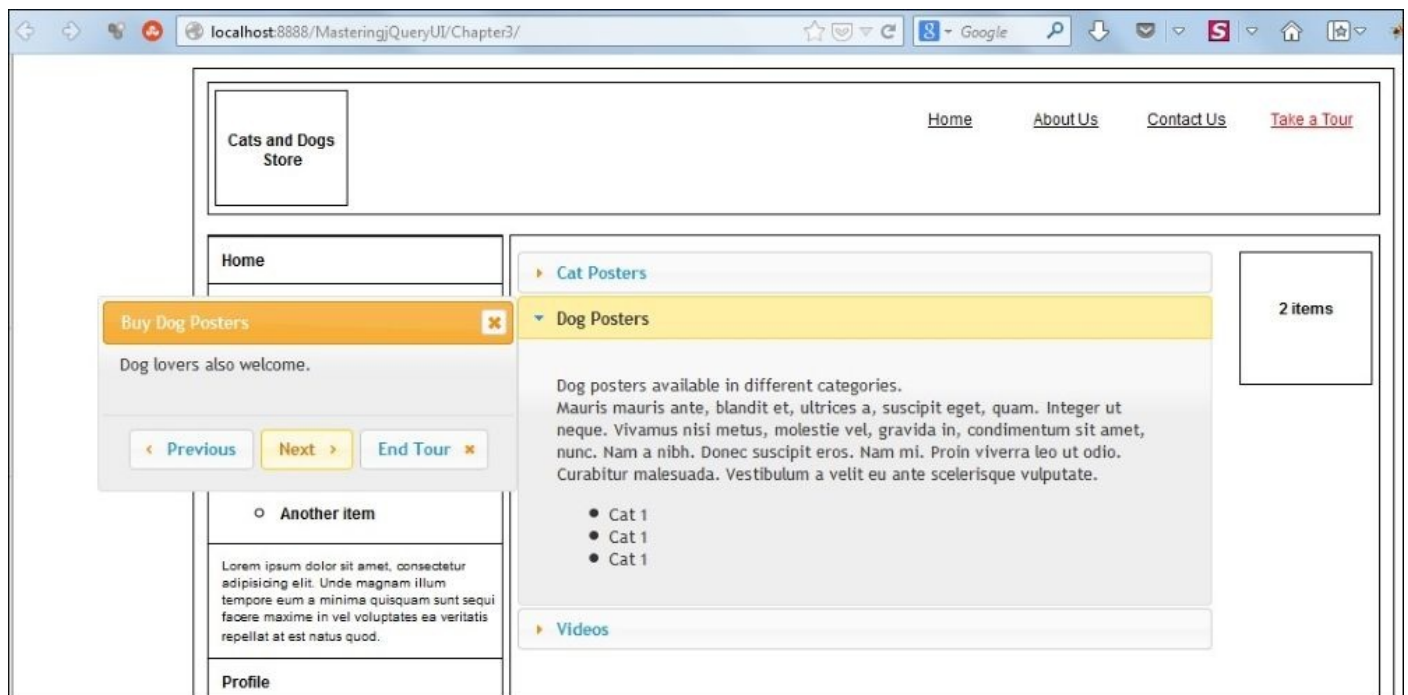 localhost:8888/MasteringjQueryUI/Chapter3/
Google
Cats and Dogs
Store
Home
About Us
Contact Us
Take a Tour
Home
Buy Dog Posters
Dog lovers also welcome.
Previous
Next
End Tour
Another item
Lorem ipsum dolor sit amet, consectetur
adipisicing elit. Unde magnam illum
tempore eum a minima quisquam sunt sequi
facere maxime in vel voluptates ea veritatis
repellat at est natus quod.
Profile
Cat Posters
Dog Posters
Dog posters available in different categories.
Mauris mauris ante, blandit et, ultrices a, suscipit eget, quam. Integer ut
neque. Vivamus nisi metus, molestie vel, gravida in, condimentum sit amet,
nunc. Nam a nibh. Donec suscipit eros. Nam mi. Proin viverra leo ut odio.
Curabitur malesuada. Vestibulum a velit eu ante scelerisque vulputate.
Cat 1
Cat 1
Cat 1
Videos
2 items